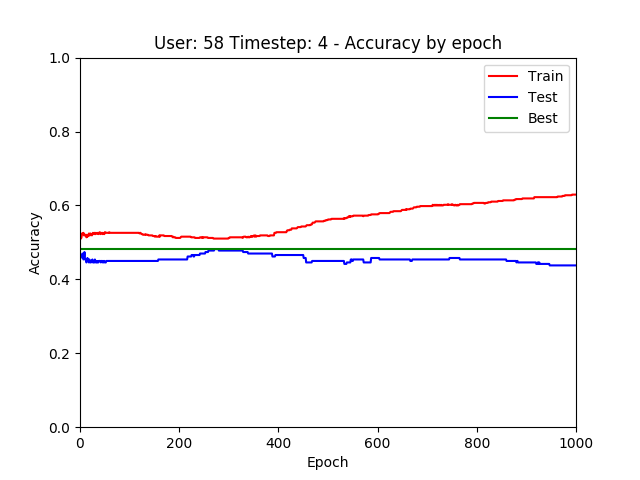 User: 58 Timestep: 4 - Accuracy by epoch
1.0
0.8
0.6
0.4
0.2
0.0
Accuracy
Train
Test
Best
0 200 400 600 800 1000
Epoch